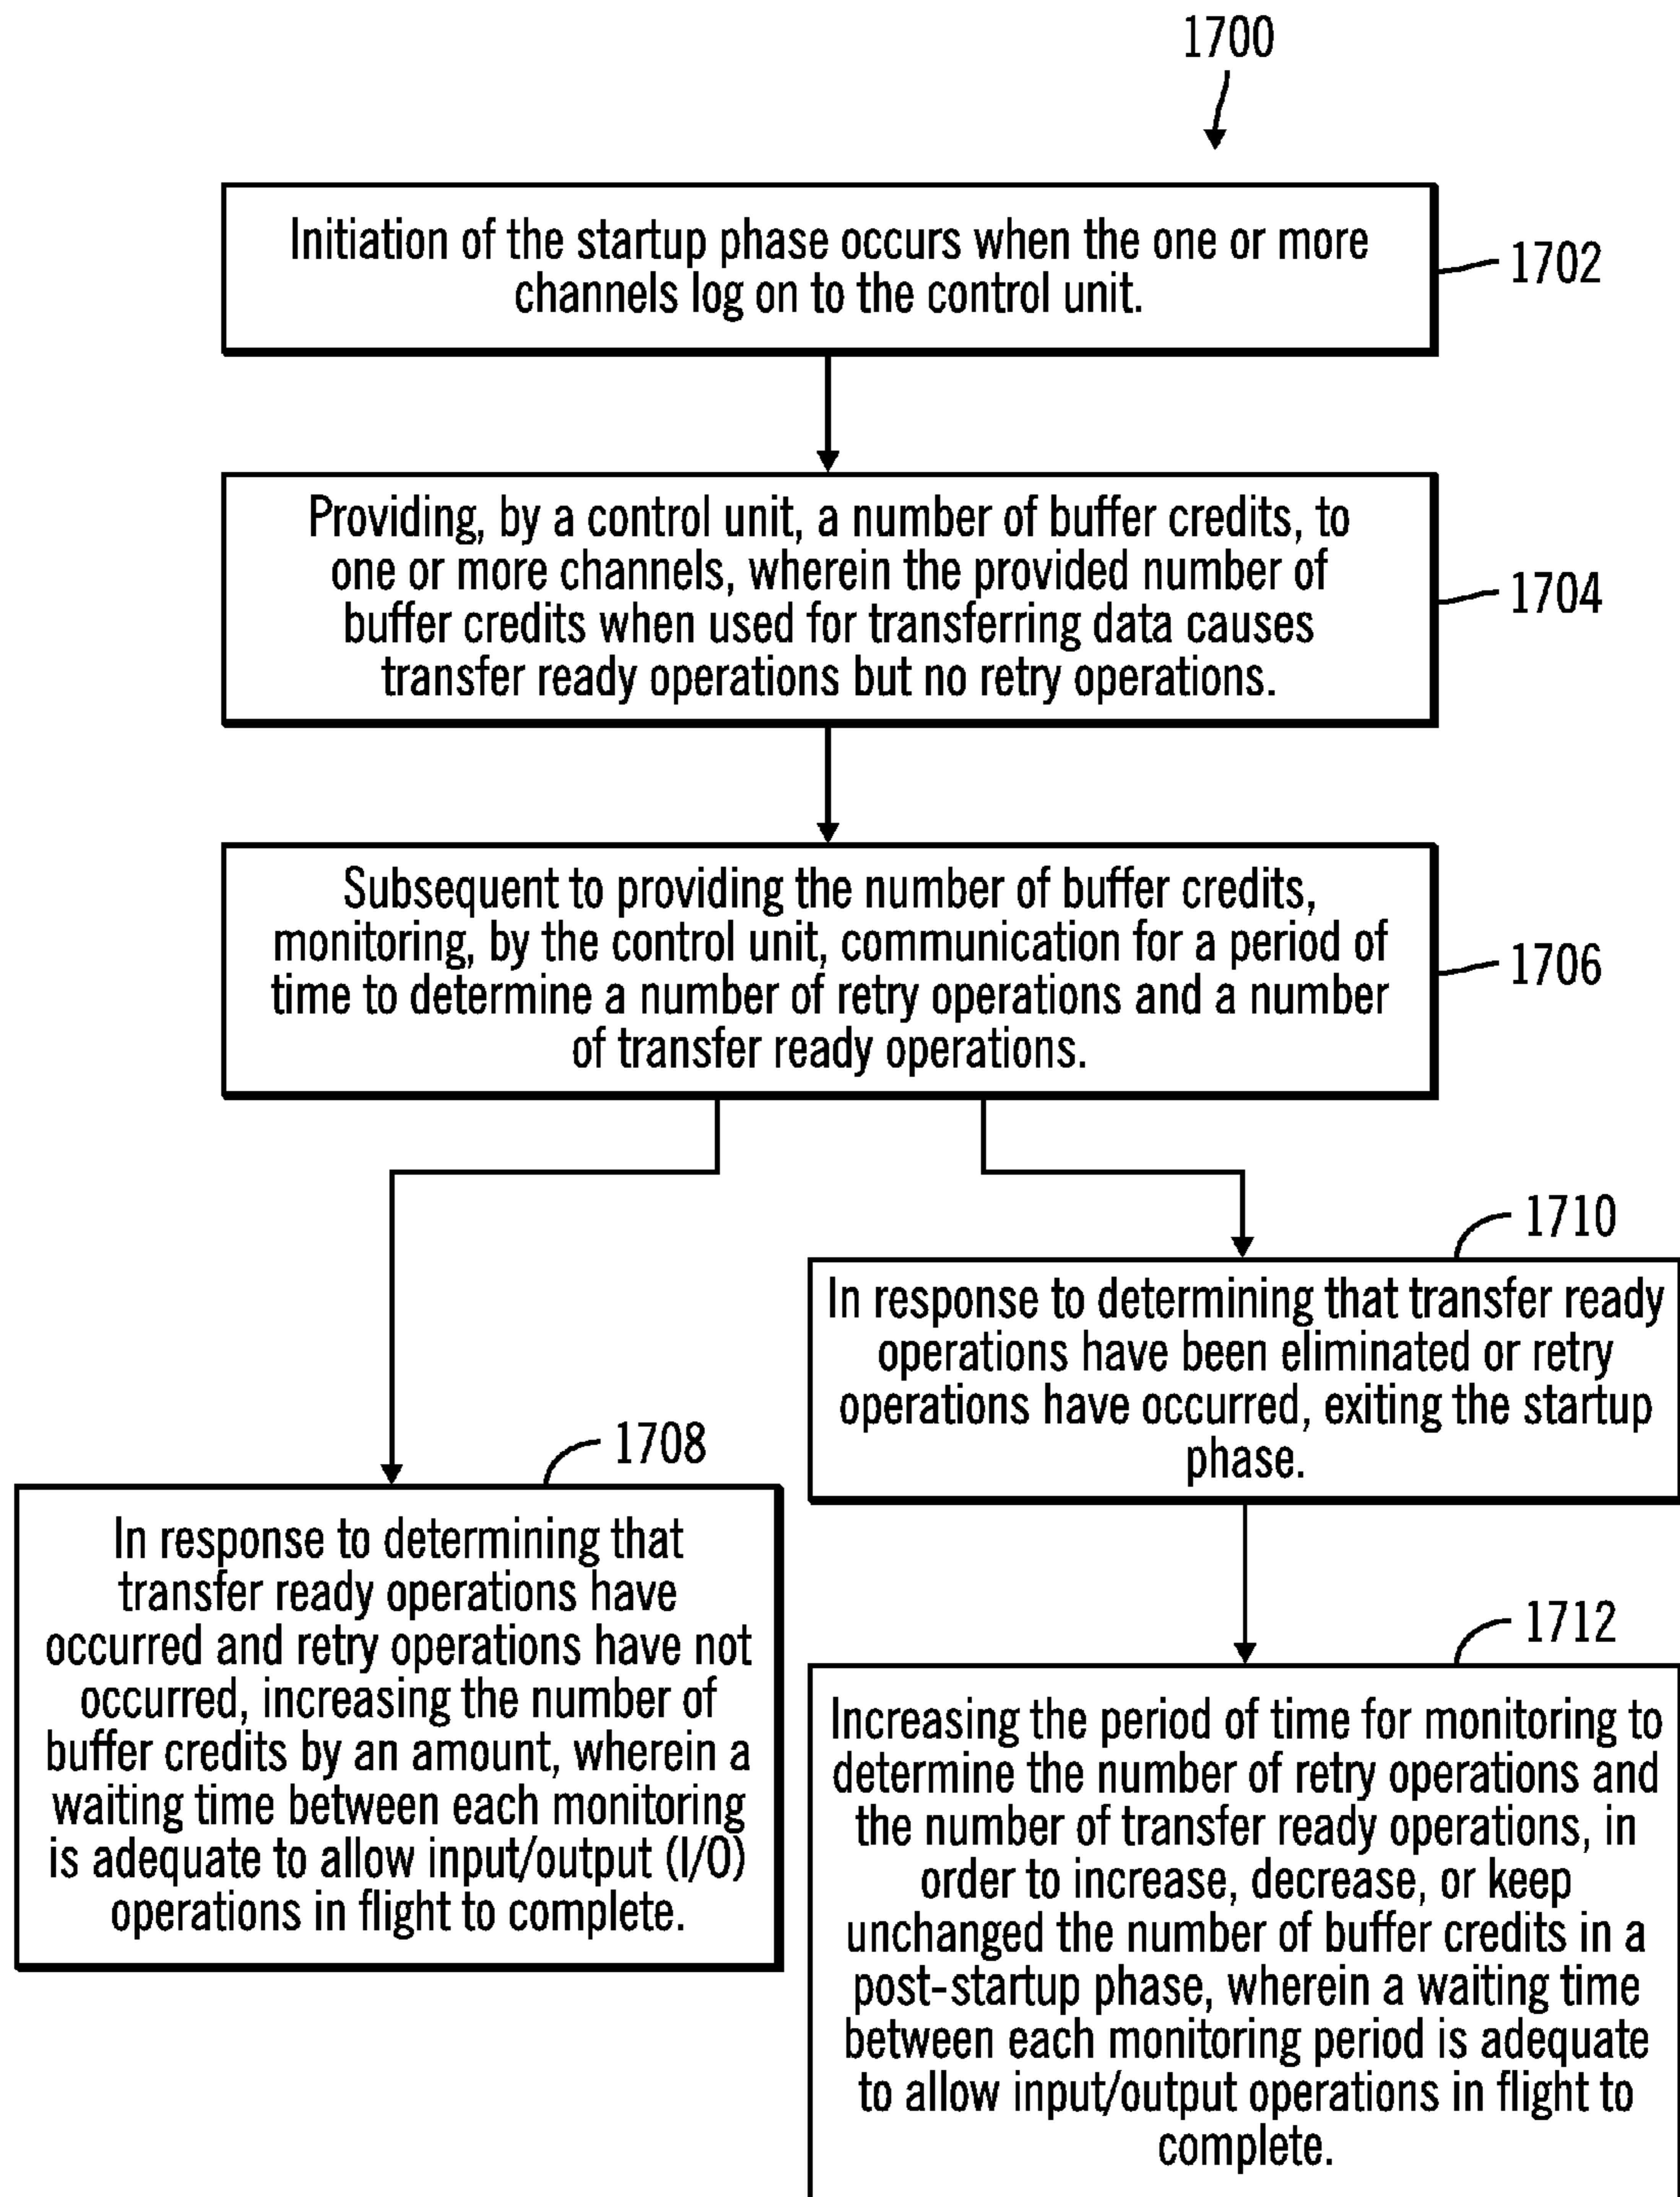 1700
Initiation of the startup phase occurs when the one or more
channels log on to the control unit.
1702
Providing, by a control unit, a number of buffer credits, to
one or more channels, wherein the provided number of
buffer credits when used for transferring data causes
transfer ready operations but no retry operations.
1704
Subsequent to providing the number of buffer credits,
monitoring, by the control unit, communication for a period of
time to determine a number of retry operations and a number
of transfer ready operations.
1706
1708
In response to determining that
transfer ready operations have
occurred and retry operations have not
occurred, increasing the number of
buffer credits by an amount, wherein a
waiting time between each monitoring
is adequate to allow input/output (I/O)
operations in flight to complete.
1710
In response to determining that transfer ready
operations have been eliminated or retry
operations have occurred, exiting the startup
phase.
1712
Increasing the period of time for monitoring to
determine the number of retry operations and
the number of transfer ready operations, in
order to increase, decrease, or keep
unchanged the number of buffer credits in a
post-startup phase, wherein a waiting time
between each monitoring period is adequate
to allow input/output operations in flight to
complete.